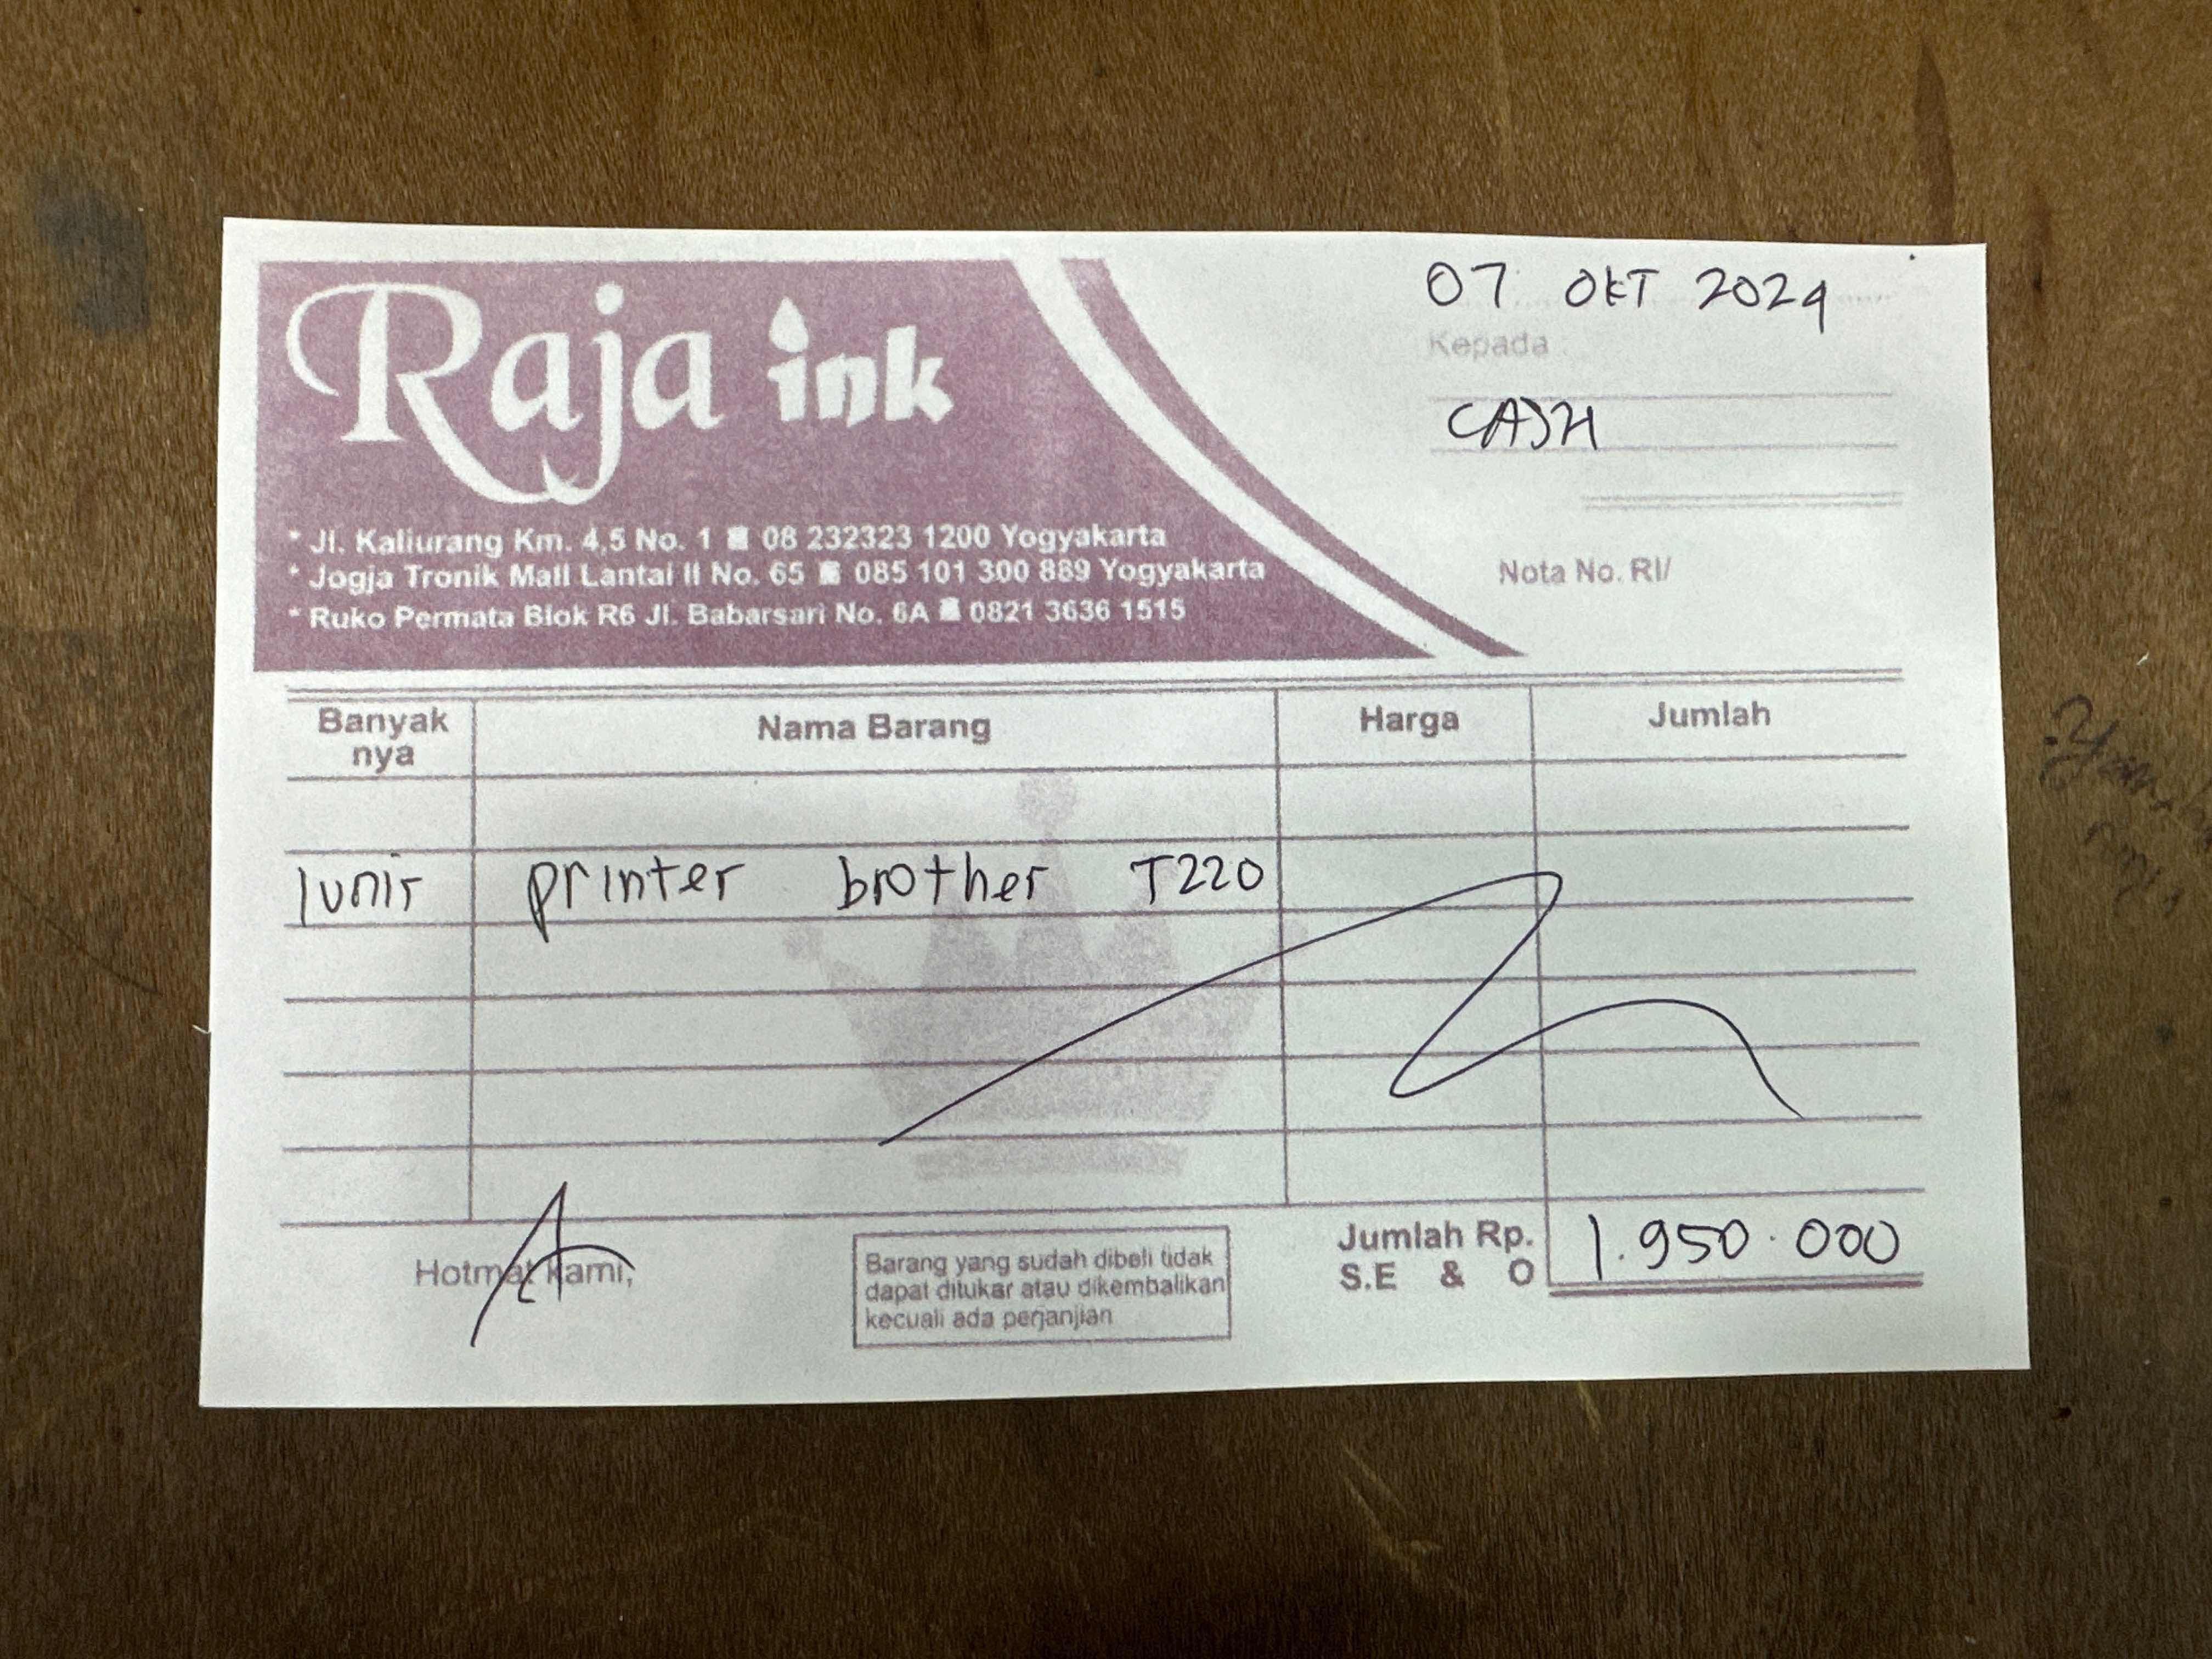 Raja ink
* Jl. Kaliurang Km. 4,5 No. 1 08 232323 1200 Yogyakarta
* Jogja Tronik Mall Lantai II No. 65 085 101 300 889 Yogyakarta
* Ruko Permata Blok R6 Jl. Babarsari No. 6A 0821 3636 1515
07 OKT 2024
Kepada
CASH
Nota No. RI/
Banyak nya Nama Barang Harga Jumlah
1 unit printer brother T220
Hotmat kami,
Barang yang sudah dibeli tidak
dapat ditukar atau dikembalikan
kecuali ada perjanjian
Jumlah Rp. 1.950.000
S.E & O